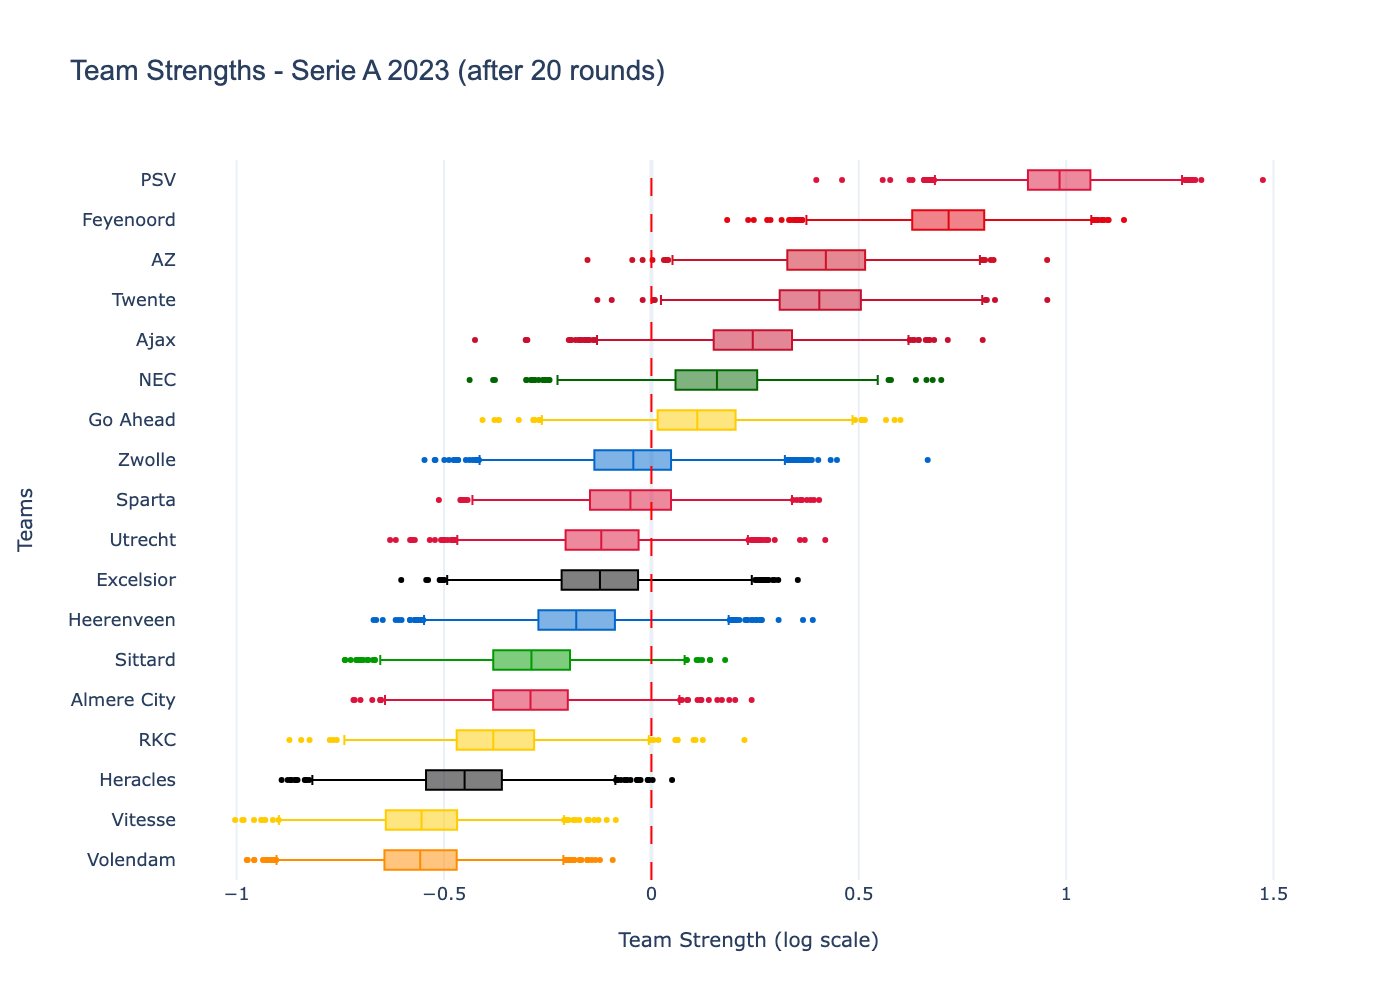 Team Strengths - Serie A 2023 (after 20 rounds)
Teams
PSV
Feyenoord
AZ
Twente
Ajax
NEC
Go Ahead
Zwolle
Sparta
Utrecht
Excelsior
Heerenveen
Sittard
Almere City
RKC
Heracles
Vitesse
Volendam
−1 −0.5 0 0.5 1 1.5
Team Strength (log scale)